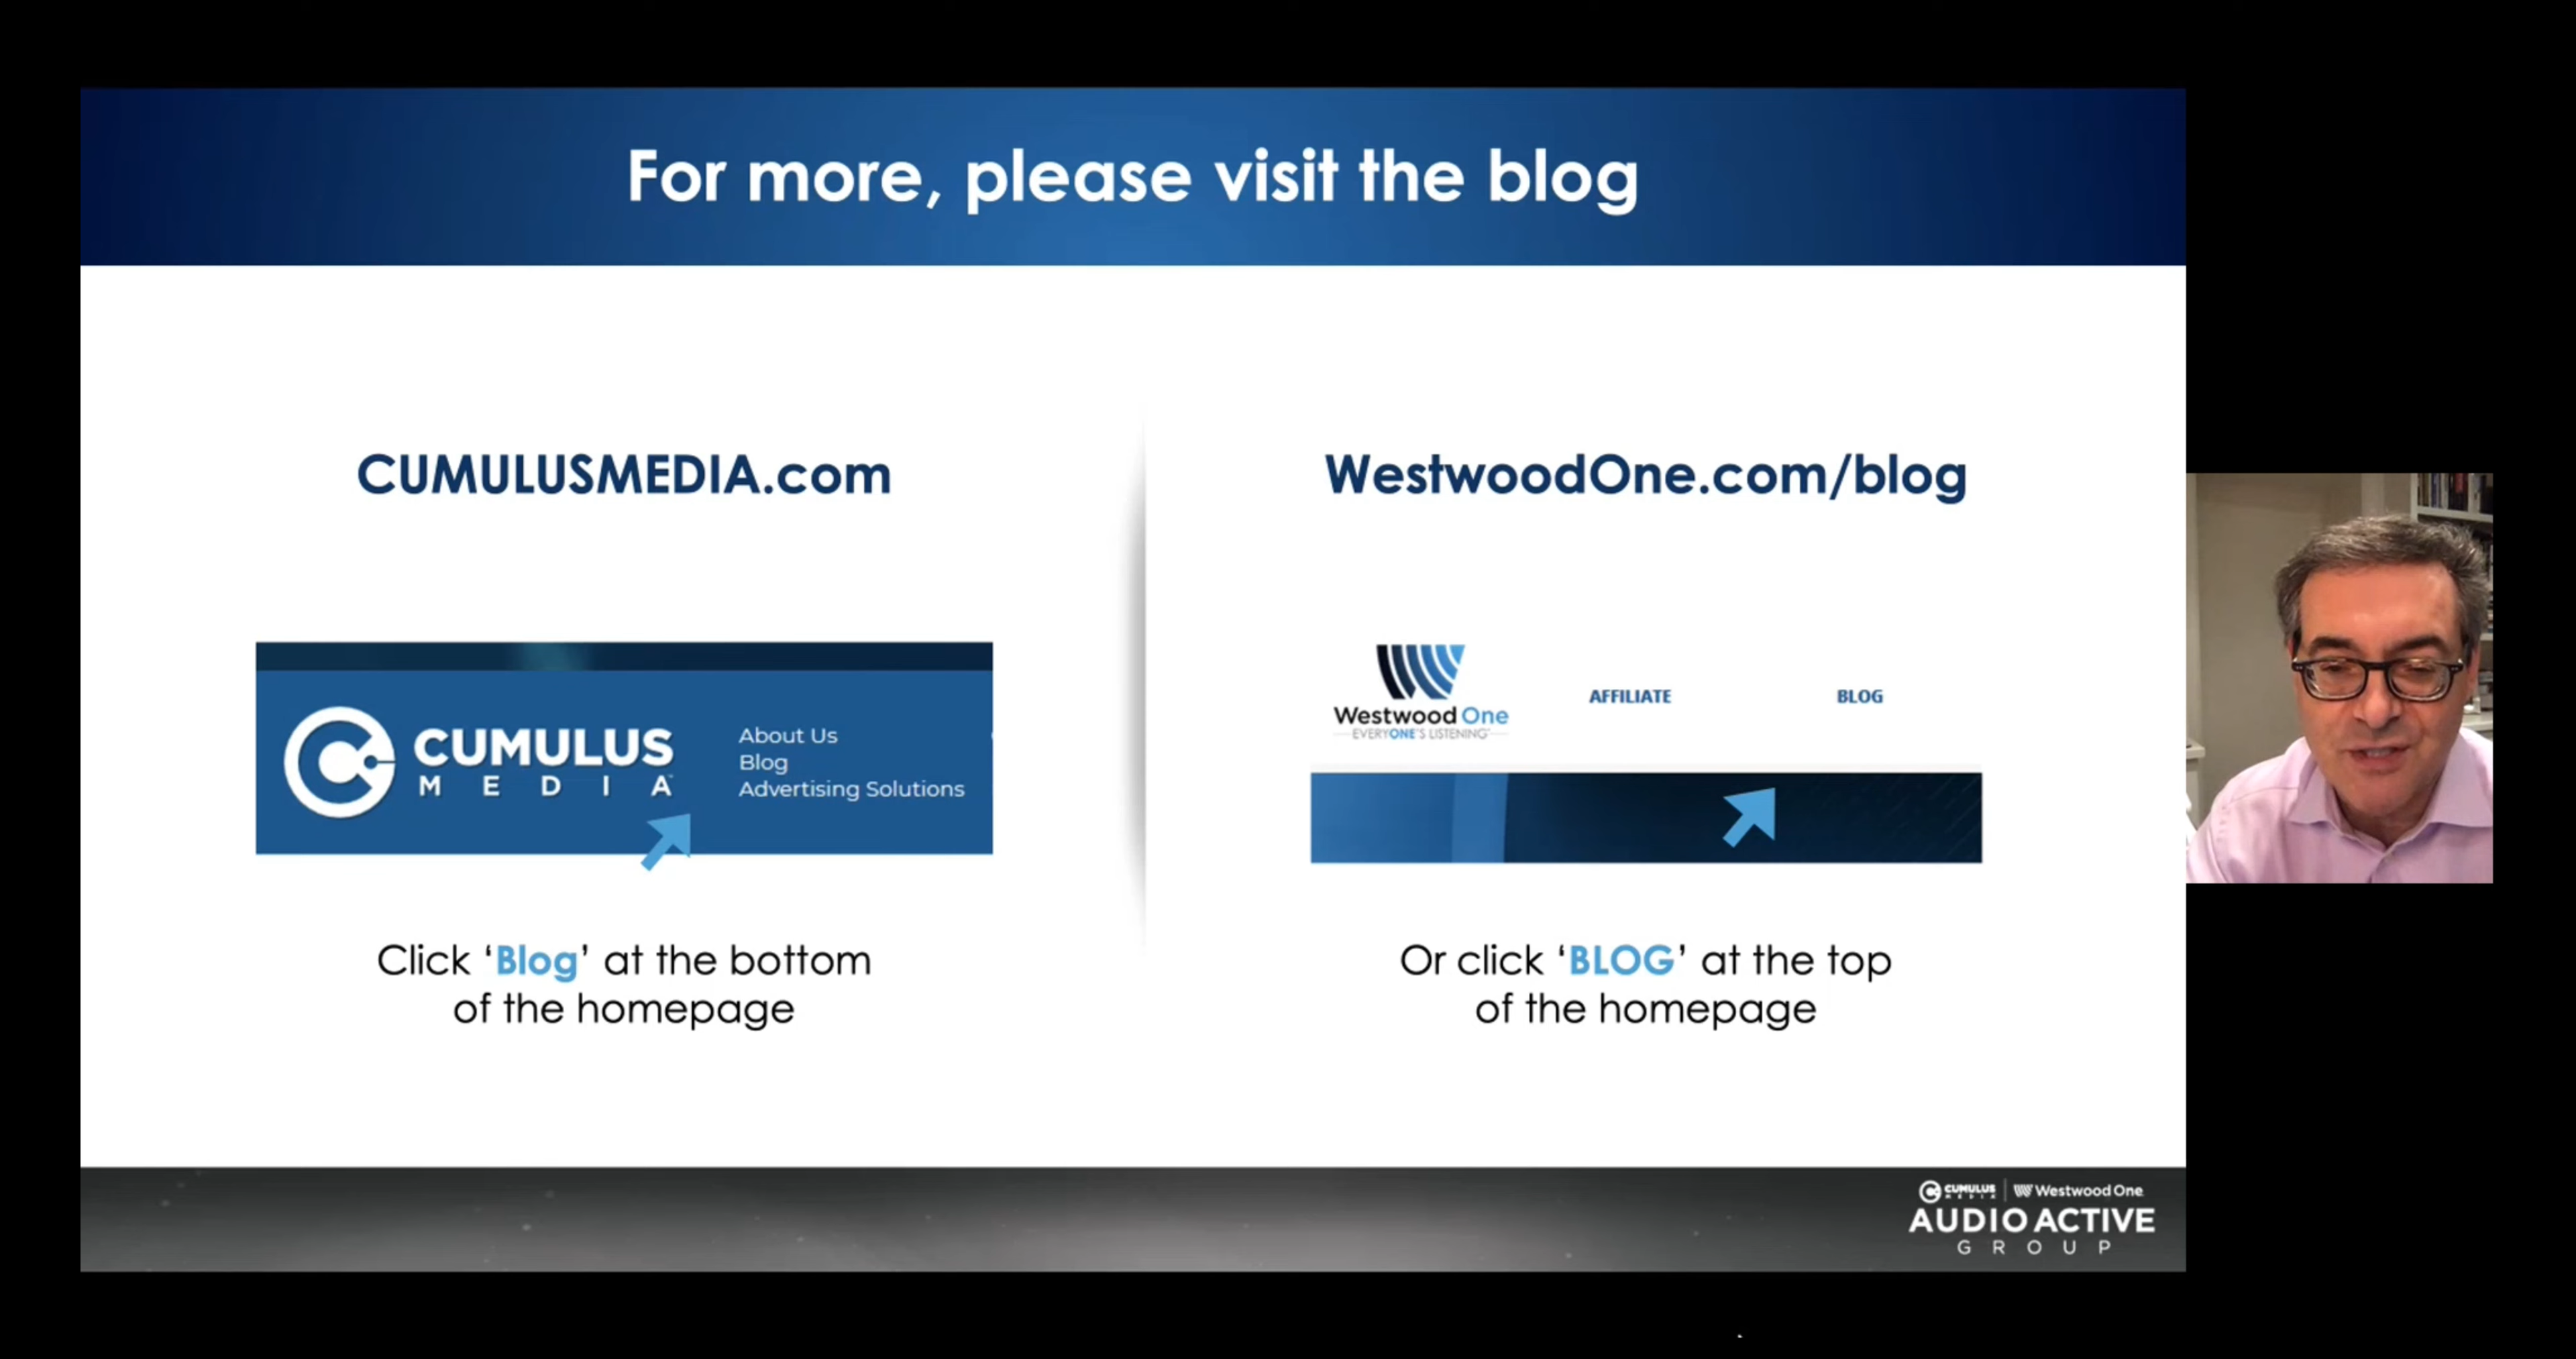 For more, please visit the blog
CUMULUSMEDIA.com
CUMULUS
MEDIA
About Us
Blog
Advertising Solutions
Click ‘Blog’ at the bottom
of the homepage
WestwoodOne.com/blog
Westwood One
EVERYONE'S LISTENING
AFFILIATE
BLOG
Or click ‘BLOG’ at the top
of the homepage
CUMULUS MEDIA | Westwood One
AUDIO ACTIVE
GROUP